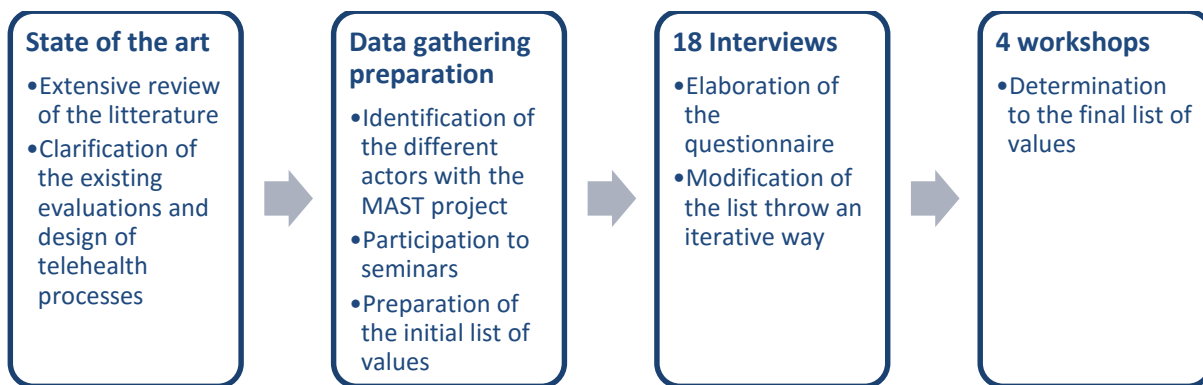 State of the art
•Extensive review
of the litterature
•Clarification of
the existing
evaluations and
design of
telehealth
processes
Data gathering
preparation
•Identification of
the different
actors with the
MAST project
•Participation to
seminars
•Preparation of
the initial list of
values
18 Interviews
•Elaboration of
the
questionnaire
•Modification of
the list throw an
iterative way
4 workshops
•Determination
to the final list of
values